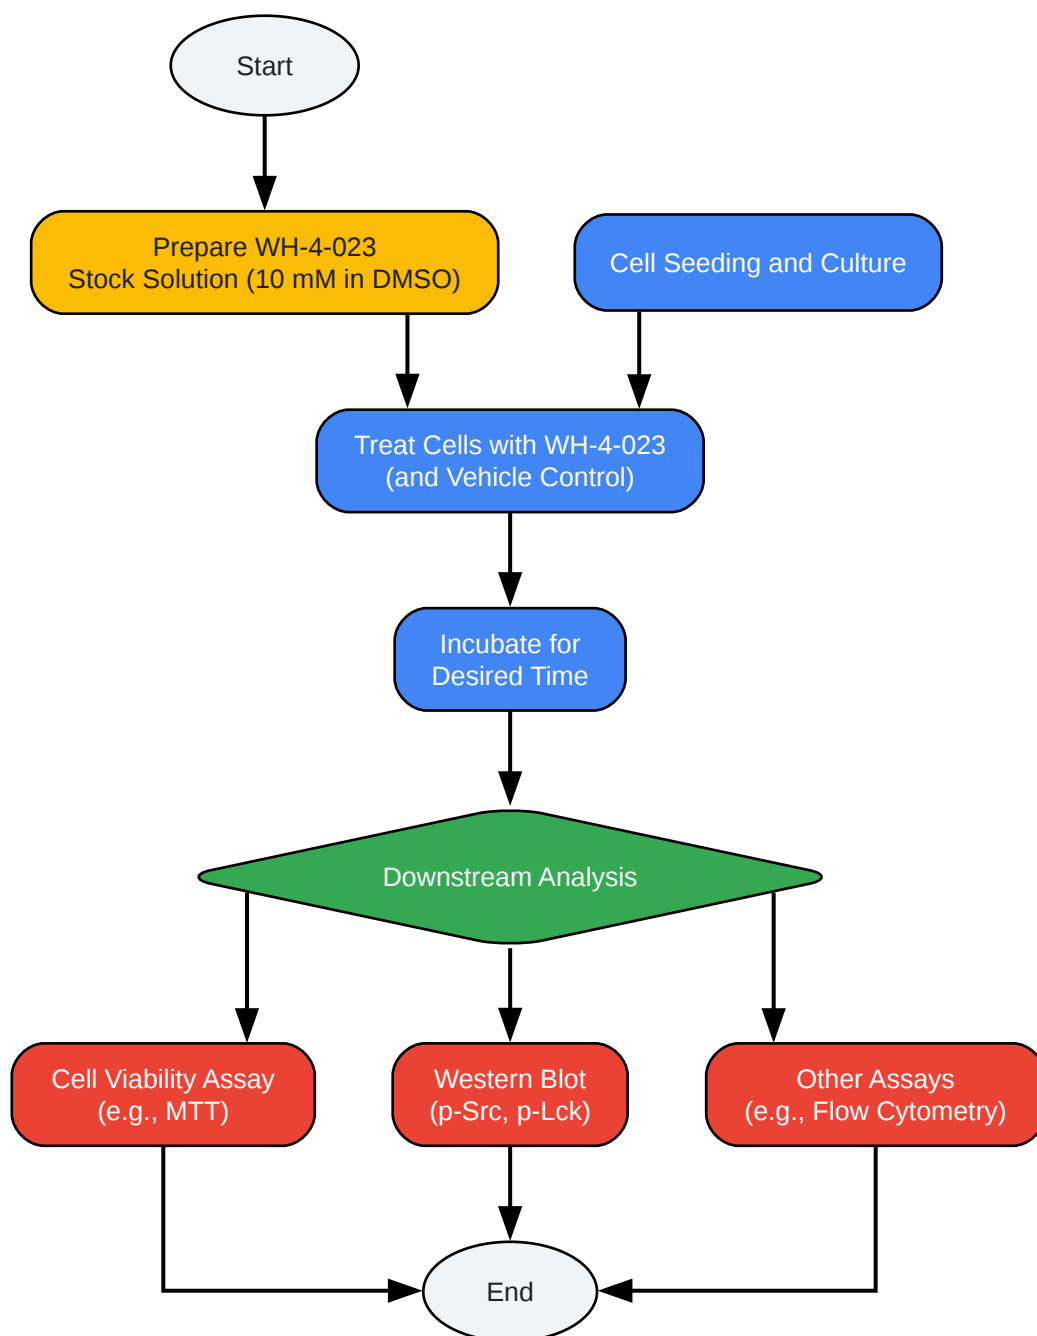 Start
Prepare WH-4-023
Stock Solution (10 mM in DMSO)
Cell Seeding and Culture
Treat Cells with WH-4-023
(and Vehicle Control)
Incubate for
Desired Time
Downstream Analysis
Cell Viability Assay
(e.g., MTT)
Western Blot
(p-Src, p-Lck)
Other Assays
(e.g., Flow Cytometry)
End